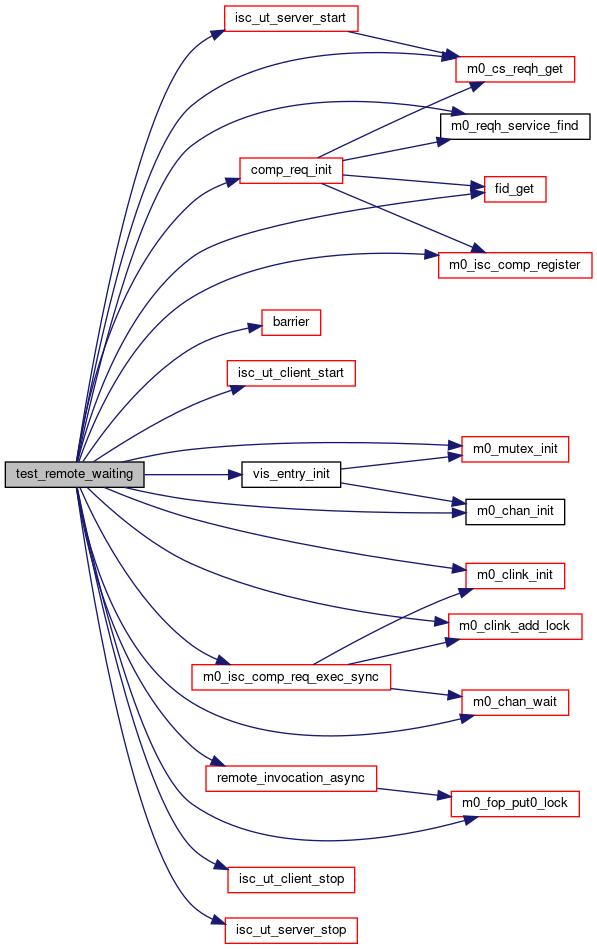 isc_ut_server_start
m0_cs_reqh_get
m0_reqh_service_find
comp_req_init
fid_get
m0_isc_comp_register
barrier
isc_ut_client_start
m0_mutex_init
test_remote_waiting
vis_entry_init
m0_chan_init
m0_clink_init
m0_clink_add_lock
m0_isc_comp_req_exec_sync
m0_chan_wait
remote_invocation_async
m0_fop_put0_lock
isc_ut_client_stop
isc_ut_server_stop